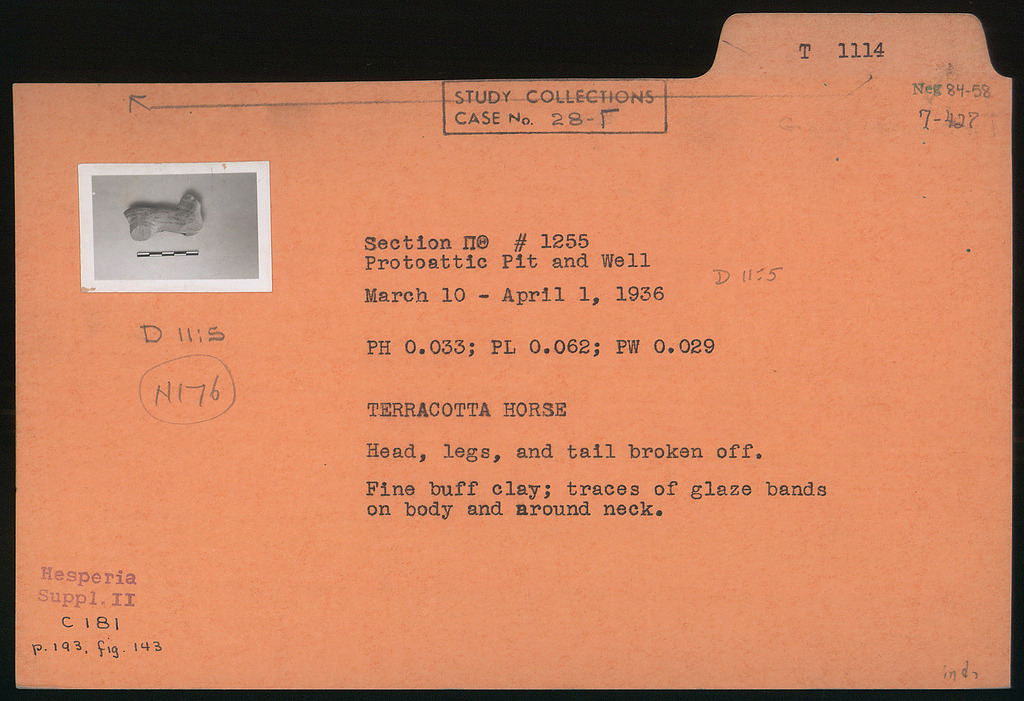 T 1114
STUDY COLLECTIONS
CASE No. 28-Γ
Neg 84-58
7-427
Section ΠΘ # 1255
Protoattic Pit and Well
D 11:5
March 10 - April 1, 1936
D 11:5
PH 0.033; PL 0.062; PW 0.029
H176
TERRACOTTA HORSE
Head, legs, and tail broken off.
Fine buff clay; traces of glaze bands
on body and around neck.
Hesperia
Suppl. II
C 181
p. 193, fig. 143